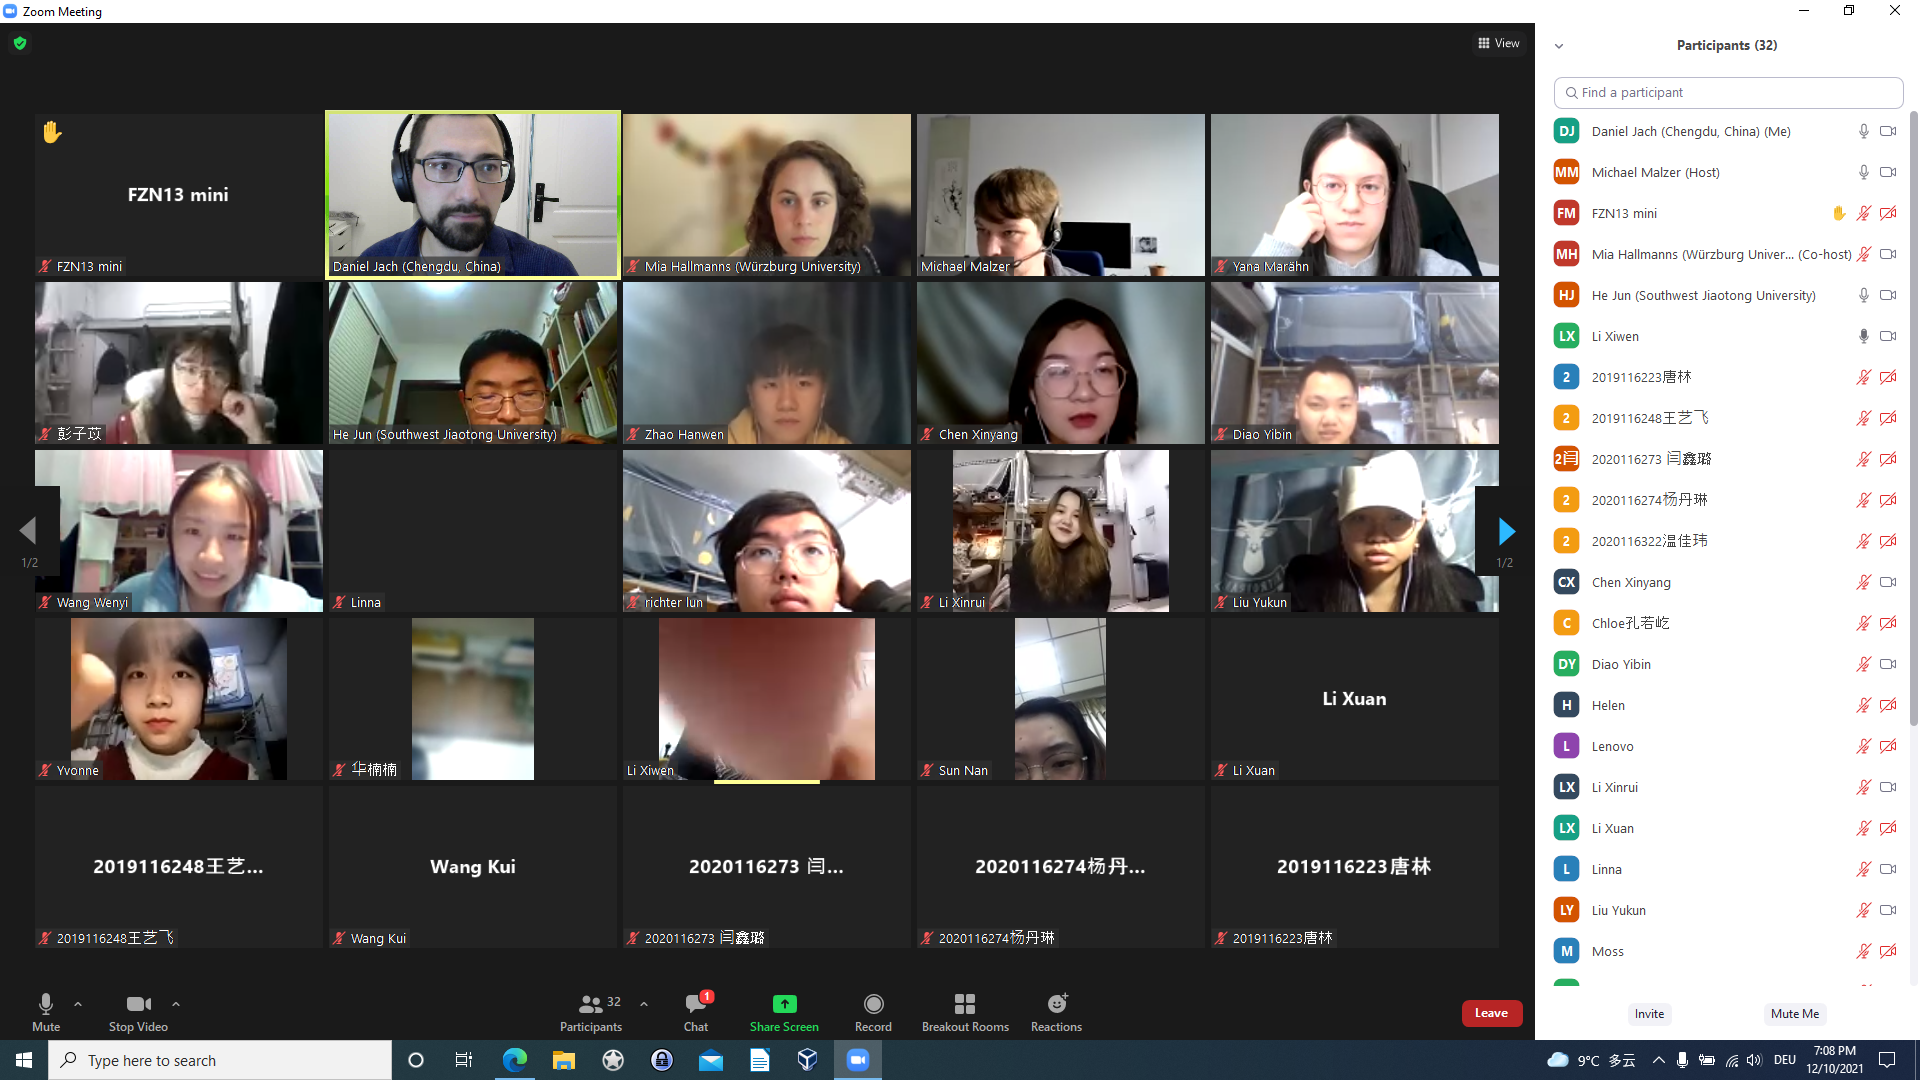 Zoom Meeting
View
FZN13 mini
FZN13 mini
Daniel Jach (Chengdu, China)
Mia Hallmanns (Würzburg University)
Michael Malzer
Yana Marähn
彭子苡
He Jun (Southwest Jiaotong University)
Zhao Hanwen
Chen Xinyang
Diao Yibin
1/2
Wang Wenyi
Linna
richter lun
Li Xinrui
Liu Yukun
1/2
Yvonne
华楠楠
Li Xiwen
Sun Nan
Li Xuan
Li Xuan
2019116248王艺...
2019116248王艺飞
Wang Kui
Wang Kui
2020116273 闫...
2020116273 闫鑫璐
2020116274杨丹...
2020116274杨丹琳
2019116223唐林
2019116223唐林
Mute
Stop Video
32
Participants
1
Chat
Share Screen
Record
Breakout Rooms
Reactions
Leave
Participants (32)
Find a participant
DJ Daniel Jach (Chengdu, China) (Me)
MM Michael Malzer (Host)
FM FZN13 mini
MH Mia Hallmanns (Würzburg Univer... (Co-host)
HJ He Jun (Southwest Jiaotong University)
LX Li Xiwen
2 2019116223唐林
2 2019116248王艺飞
2闫 2020116273 闫鑫璐
2 2020116274杨丹琳
2 2020116322温佳玮
CX Chen Xinyang
C Chloe孔若屹
DY Diao Yibin
H Helen
L Lenovo
LX Li Xinrui
LX Li Xuan
L Linna
LY Liu Yukun
M Moss
Invite
Mute Me
Type here to search
9°C 多云
DEU
7:08 PM
12/10/2021